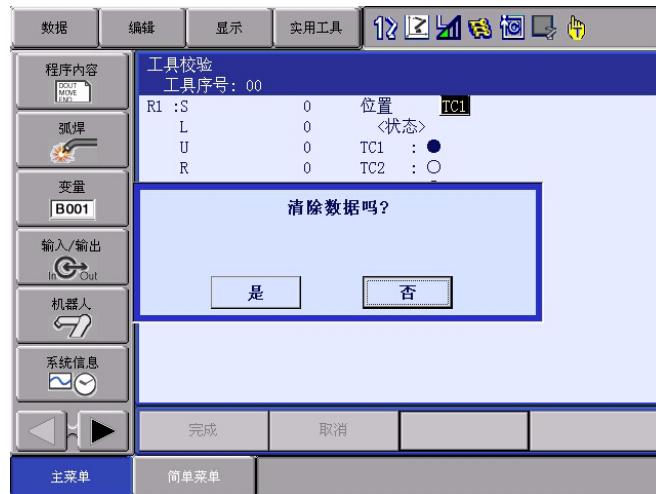 数据 编辑 显示 实用工具
程序内容
DOUT
MOVE
END
弧焊
变量
B001
输入/输出
In Out
机器人
系统信息
工具校验
工具序号: 00
R1 :S 0 位置 TC1
L 0 <状态>
U 0 TC1 : ●
R 0 TC2 : ○
清除数据吗?
是 否
完成 取消
主菜单 简单菜单